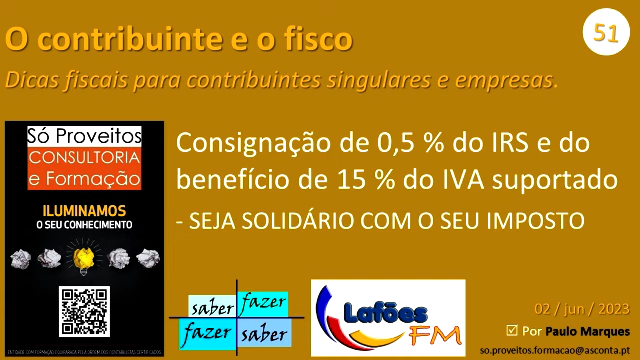 O contribuinte e o fisco
51
Dicas fiscais para contribuintes singulares e empresas.
Só Proveitos
CONSULTORIA
e Formação
ILUMINAMOS
O SEU CONHECIMENTO
Consignação de 0,5 % do IRS e do
benefício de 15 % do IVA suportado
- SEJA SOLIDÁRIO COM O SEU IMPOSTO
saber fazer
fazer saber
Lafões
FM
02 / jun / 2023
☑ Por Paulo Marques
so.proveitos.formacao@asconta.pt